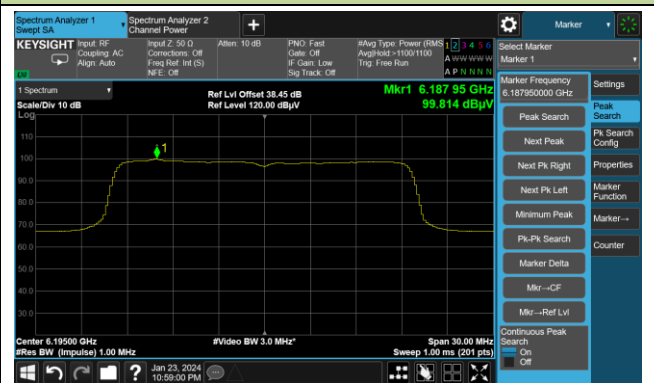 Spectrum Analyzer 1
Swept SA
Spectrum Analyzer 2
Channel Power
Marker
KEYSIGHT
Input: RF
Coupling: AC
Align: Auto
Input Z: 50 Ω
Corrections: Off
Freq Ref: Int (S)
NFE: Off
Atten: 10 dB
PNO: Fast
Gate: Off
IF Gain: Low
Sig Track: Off
#Avg Type: Power (RMS
Avg|Hold:>1100/1100
Trig: Free Run
1 2 3 4 5 6
A W W W W W
A P N N N N
Select Marker
Marker 1
1 Spectrum
Scale/Div 10 dB
Log
Ref Lvl Offset 38.45 dB
Ref Level 120.00 dBµV
Mkr1 6.187 95 GHz
99.814 dBµV
110
100
90.0
80.0
70.0
60.0
50.0
40.0
30.0
1
Center 6.19500 GHz
#Res BW (Impulse) 1.00 MHz
#Video BW 3.0 MHz*
Span 30.00 MHz
Sweep 1.00 ms (201 pts)
Marker Frequency
6.187950000 GHz
Peak Search
Next Peak
Next Pk Right
Next Pk Left
Minimum Peak
Pk-Pk Search
Marker Delta
Mkr→CF
Mkr→Ref Lvl
Continuous Peak
Search
On
Off
Settings
Peak
Search
Pk Search
Config
Properties
Marker
Function
Marker→
Counter
Jan 23, 2024
10:59:00 PM